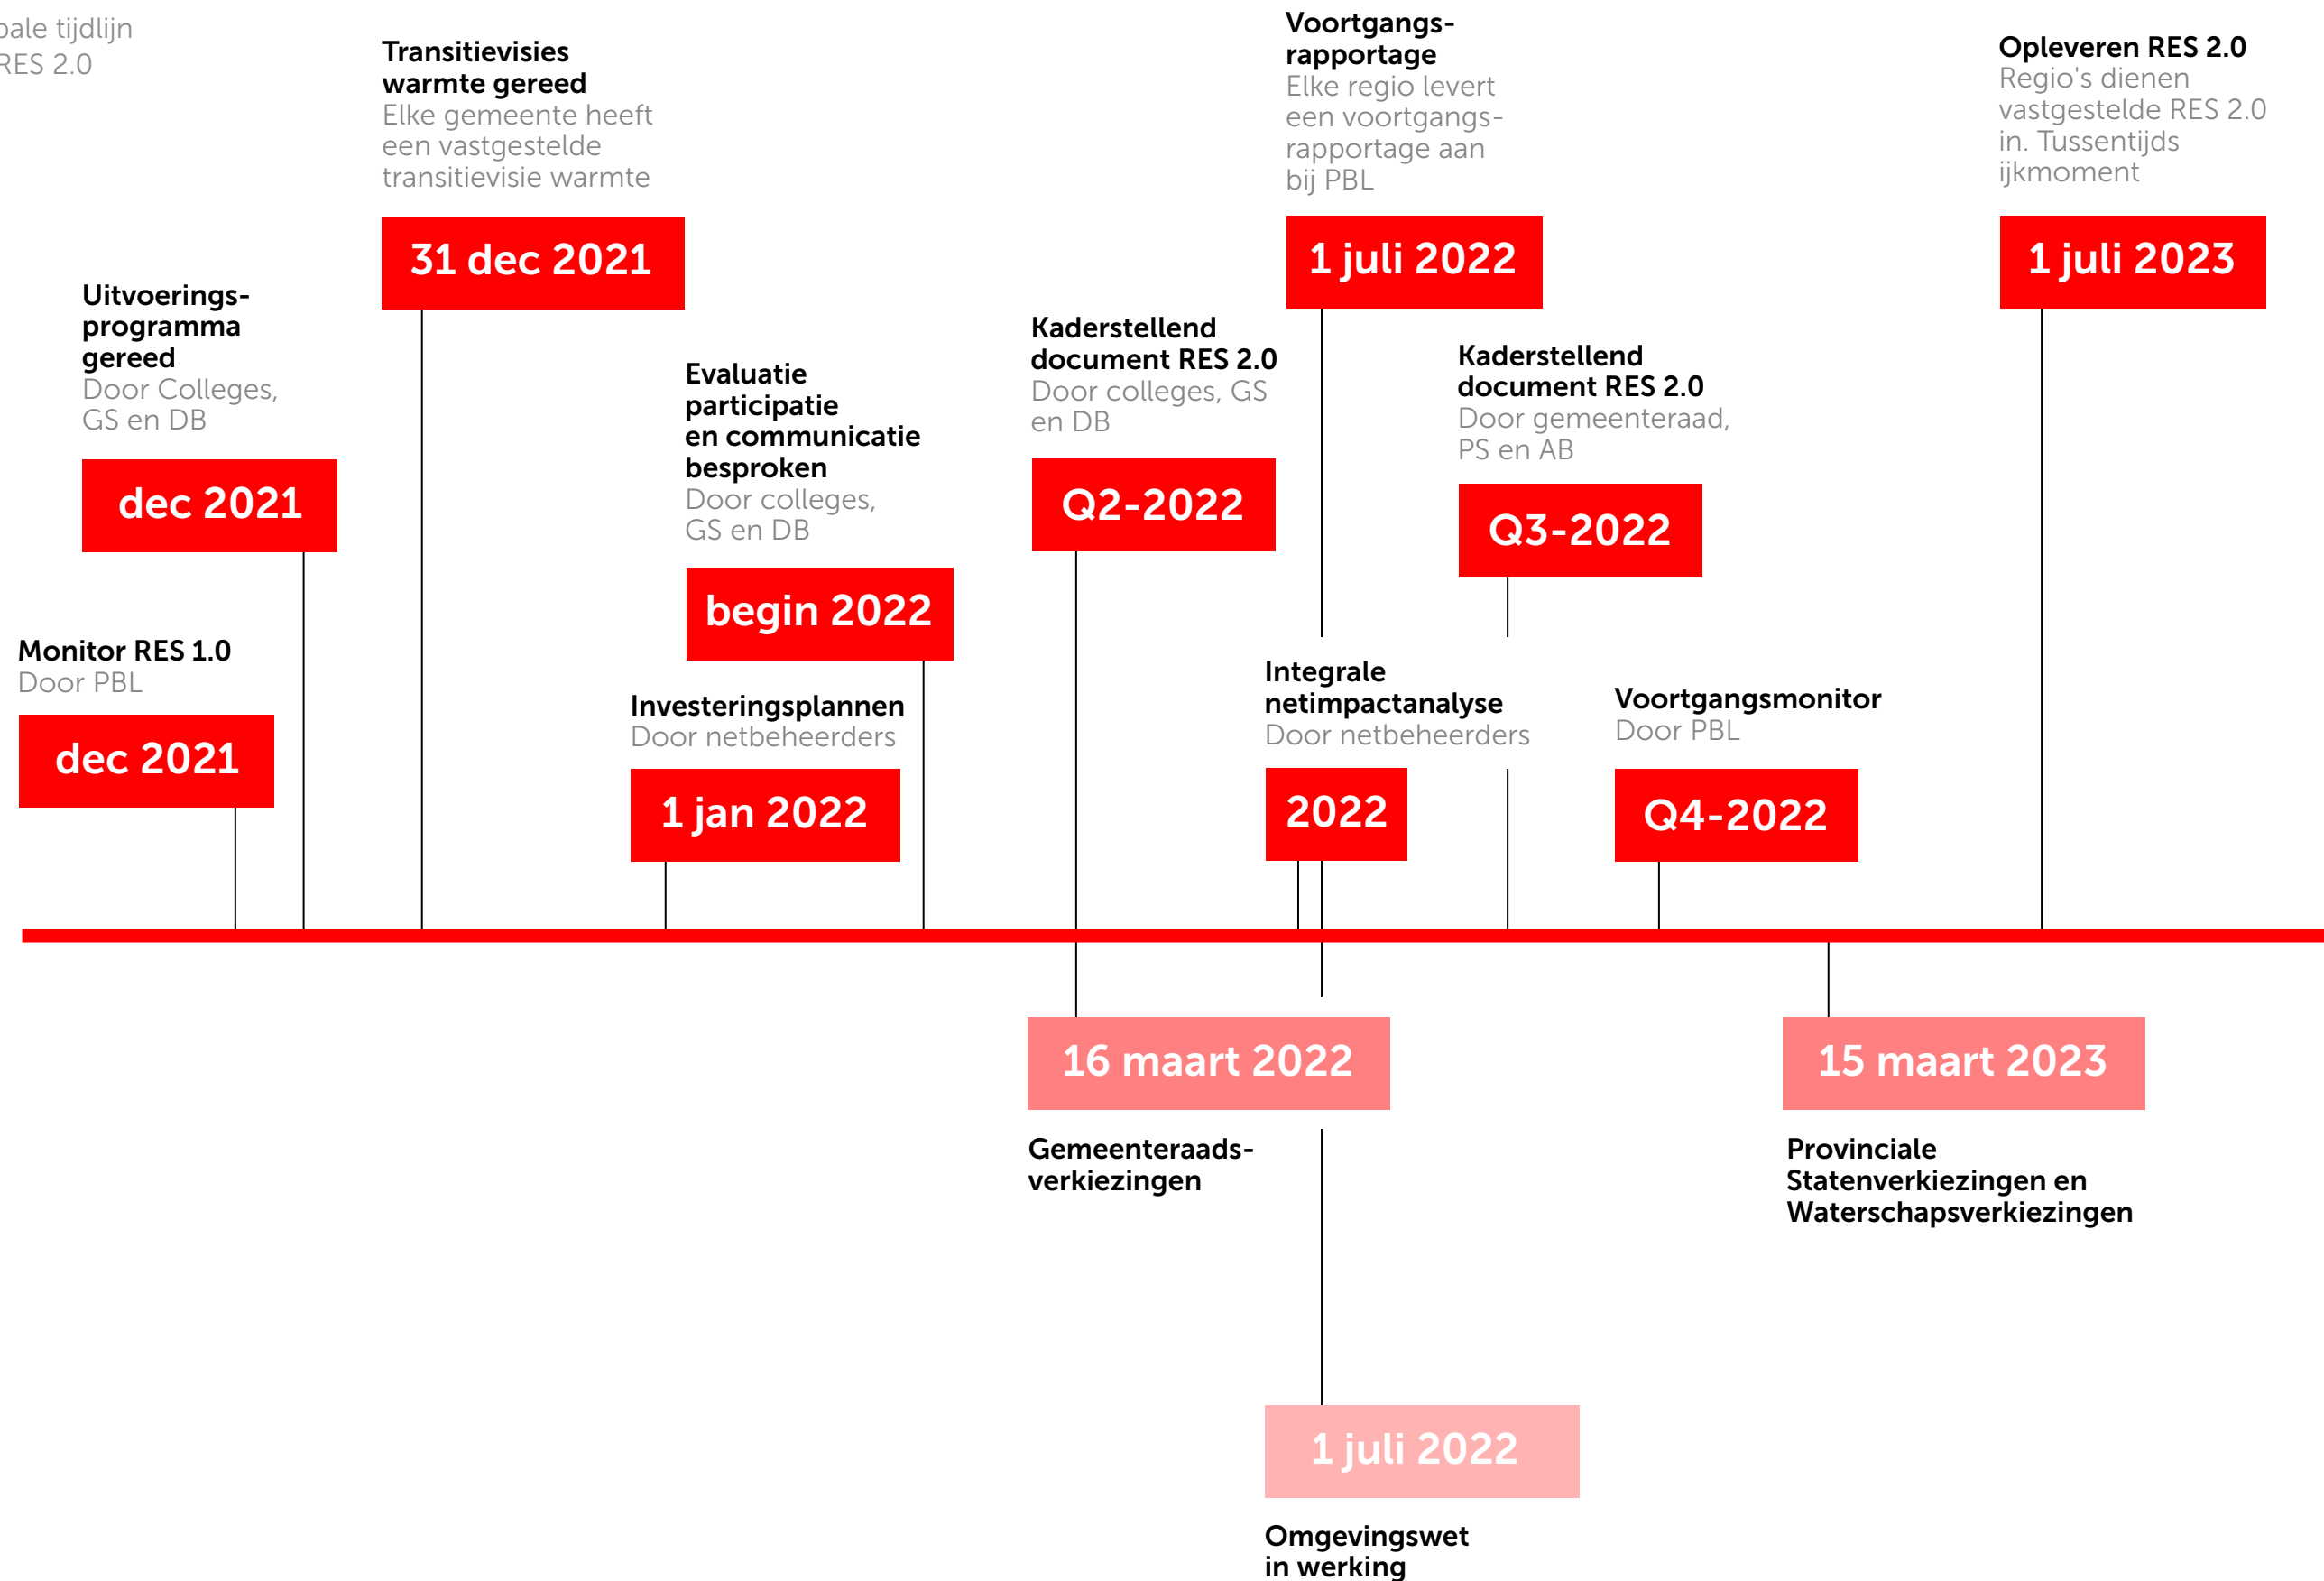 tijdlijn
RES 2.0
Transitievisies
warmte gereed
Elke gemeente heeft
een vastgestelde
transitievisie warmte
31 dec 2021
Voortgangs-
rapportage
Elke regio levert
een voortgangs-
rapportage aan
bij PBL
1 juli 2022
Opleveren RES 2.0
Regio's dienen
vastgestelde RES 2.0
in. Tussentijds
ijkmoment
1 juli 2023
Uitvoerings-
programma
gereed
Door Colleges,
GS en DB
dec 2021
Evaluatie
participatie
en communicatie
besproken
Door colleges,
GS en DB
begin 2022
Kaderstellend
document RES 2.0
Door colleges, GS
en DB
Q2-2022
Kaderstellend
document RES 2.0
Door gemeenteraad,
PS en AB
Q3-2022
Monitor RES 1.0
Door PBL
dec 2021
Investeringsplannen
Door netbeheerders
1 jan 2022
Integrale
netimpactanalyse
Door netbeheerders
2022
Voortgangsmonitor
Door PBL
Q4-2022
16 maart 2022
Gemeenteraads-
verkiezingen
15 maart 2023
Provinciale
Statenverkiezingen en
Waterschapsverkiezingen
1 juli 2022
Omgevingswet
in werking